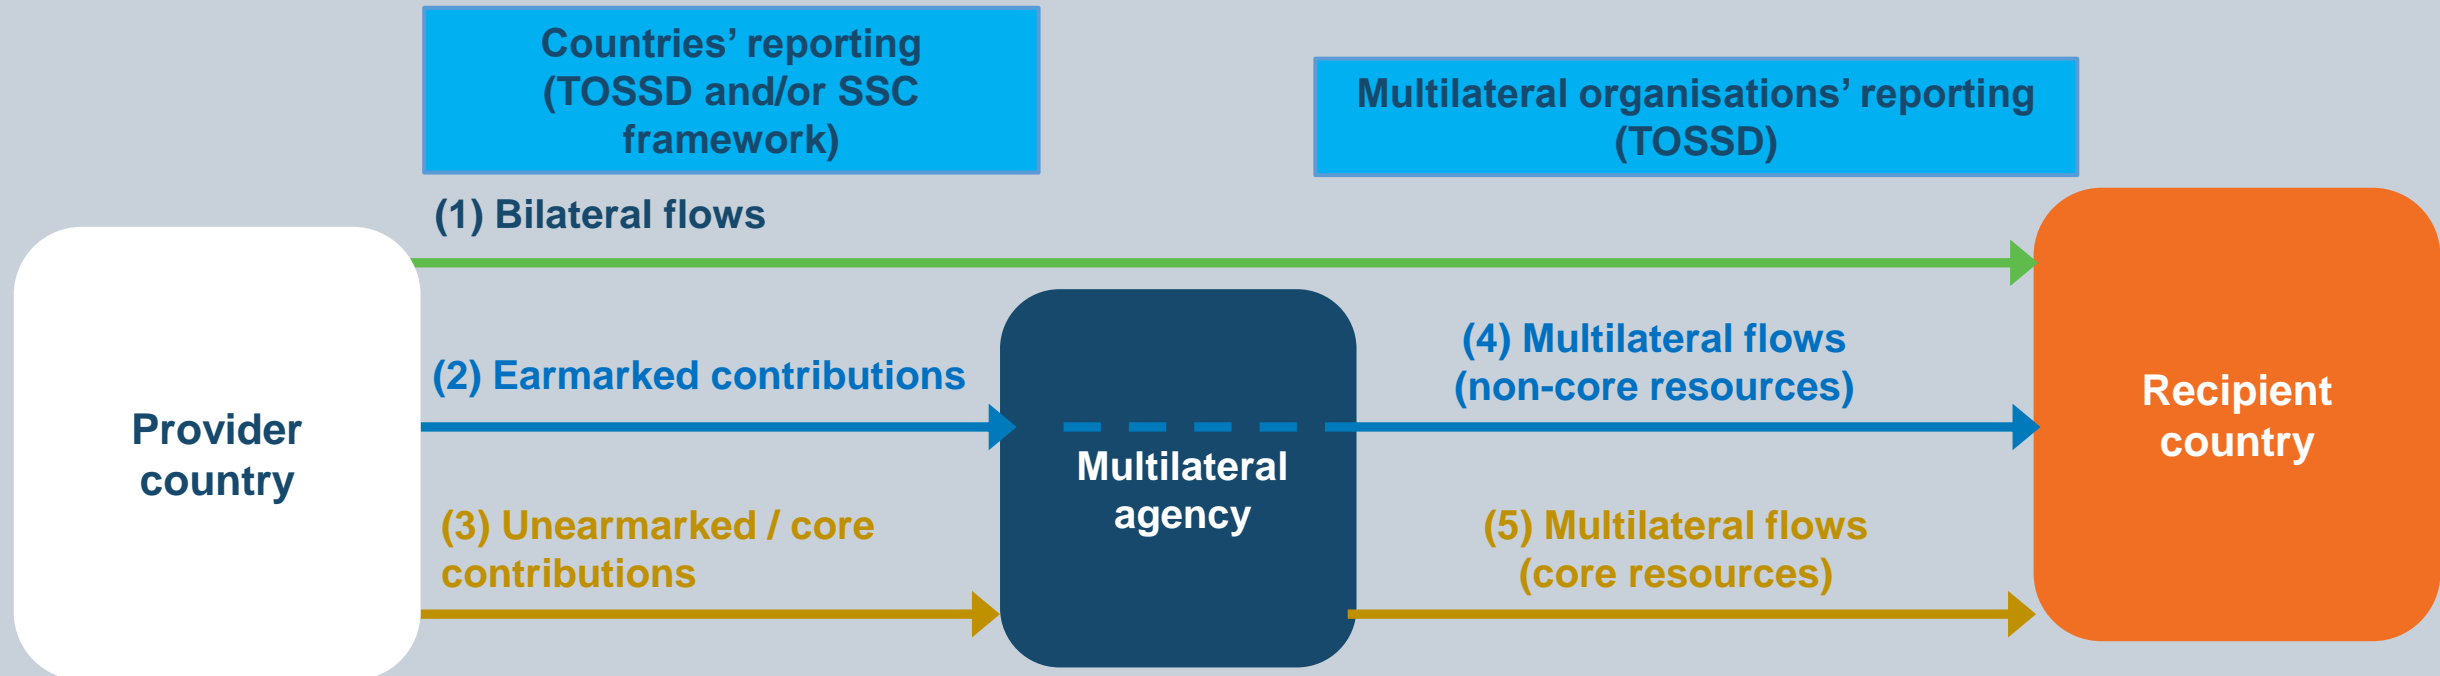 Countries’ reporting
(TOSSD and/or SSC
framework)
Multilateral organisations’ reporting
(TOSSD)
(1) Bilateral flows
(2) Earmarked contributions
(4) Multilateral flows
(non-core resources)
Provider
country
Multilateral
agency
Recipient
country
(3) Unearmarked / core
contributions
(5) Multilateral flows
(core resources)